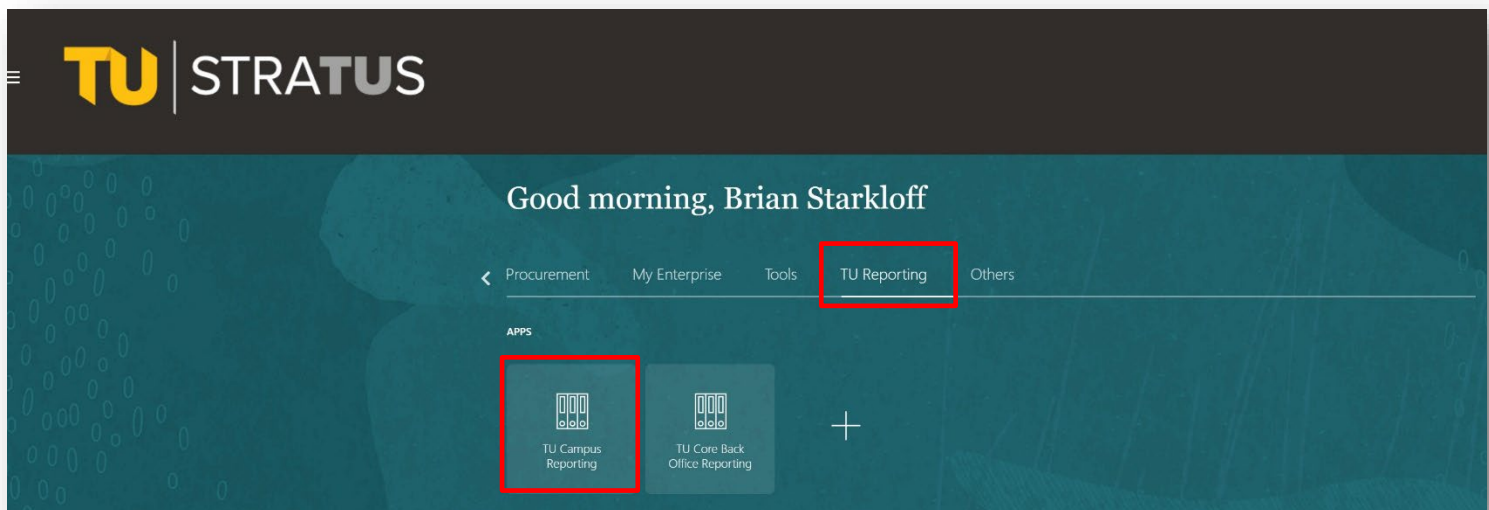 TU STRATUS
Good morning, Brian Starkloff
Procurement My Enterprise Tools TU Reporting Others
APPS
TU Campus
Reporting
TU Core Back
Office Reporting